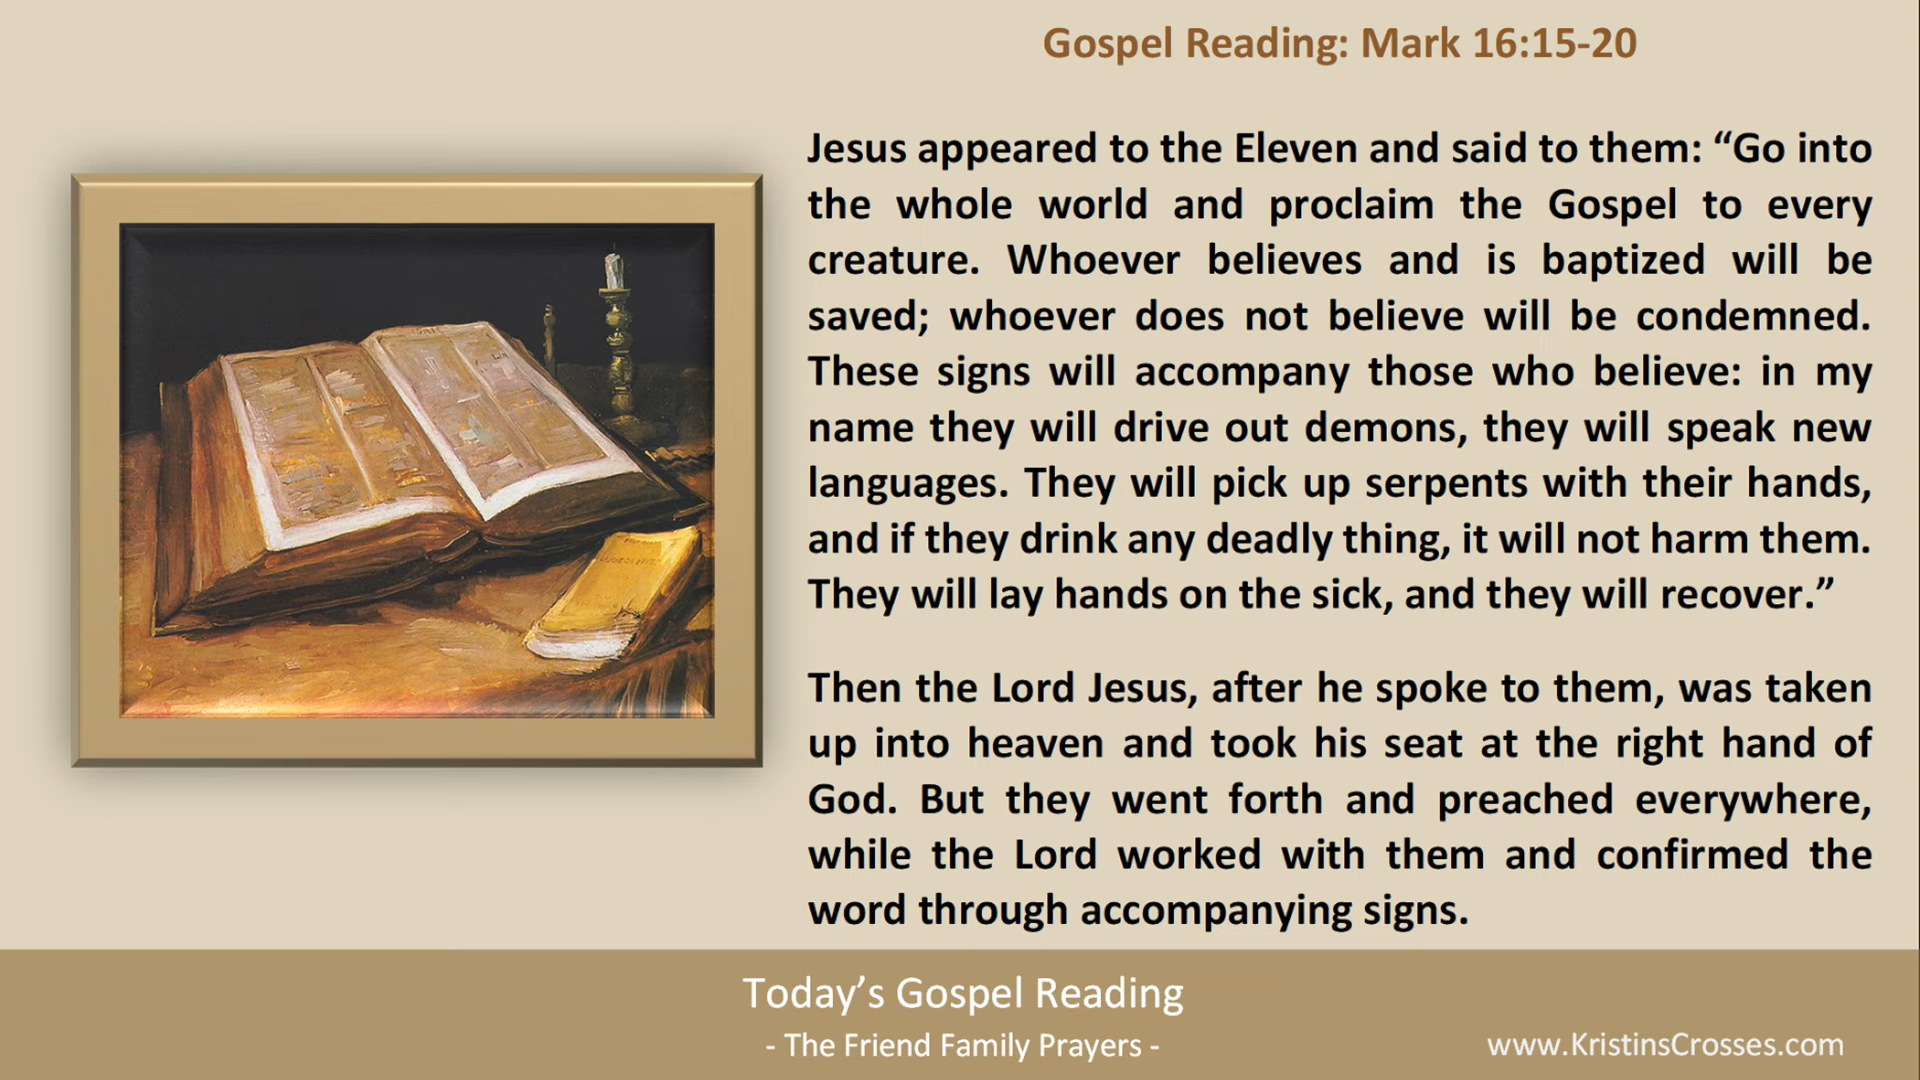 Gospel Reading: Mark 16:15-20
Jesus appeared to the Eleven and said to them: “Go into
the whole world and proclaim the Gospel to every
creature. Whoever believes and is baptized will be
saved; whoever does not believe will be condemned.
These signs will accompany those who believe: in my
name they will drive out demons, they will speak new
languages. They will pick up serpents with their hands,
and if they drink any deadly thing, it will not harm them.
They will lay hands on the sick, and they will recover.”
Then the Lord Jesus, after he spoke to them, was taken
up into heaven and took his seat at the right hand of
God. But they went forth and preached everywhere,
while the Lord worked with them and confirmed the
word through accompanying signs.
Today’s Gospel Reading
- The Friend Family Prayers -
www.KristinsCrosses.com